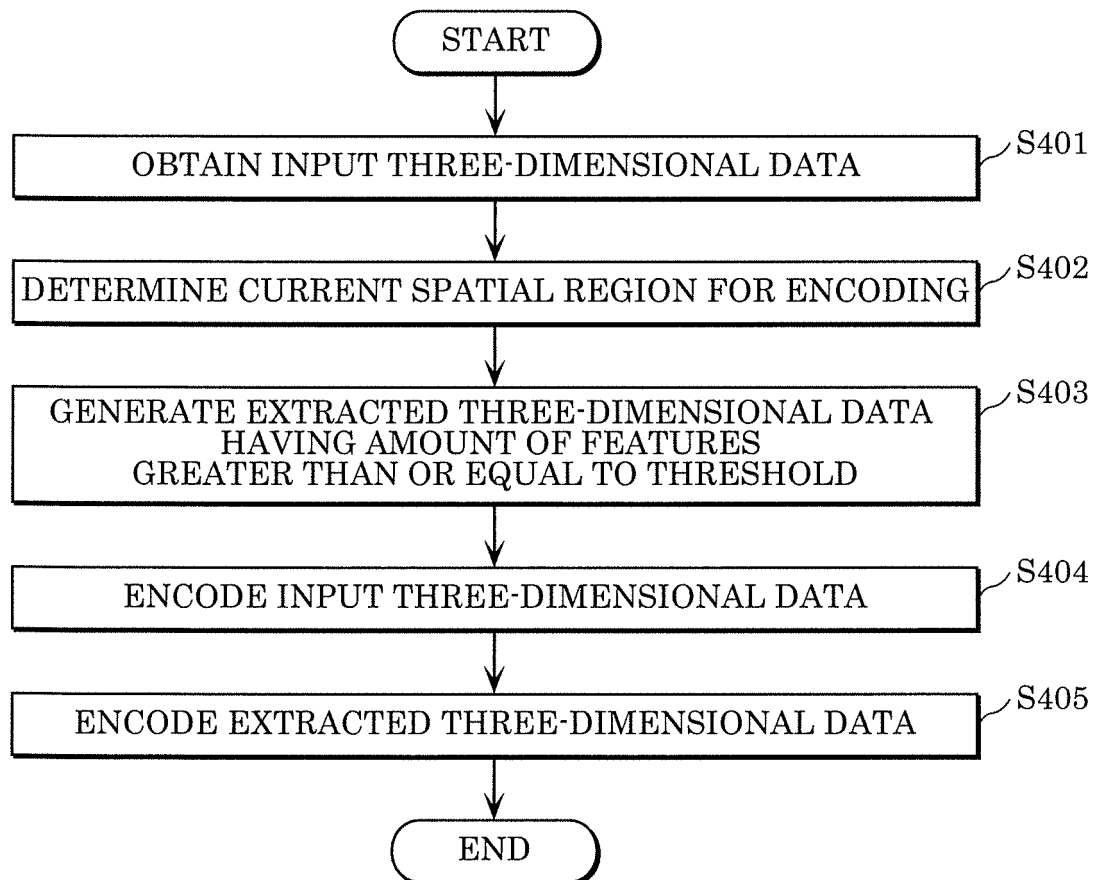 START
OBTAIN INPUT THREE-DIMENSIONAL DATA
S401
DETERMINE CURRENT SPATIAL REGION FOR ENCODING
S402
GENERATE EXTRACTED THREE-DIMENSIONAL DATA
HAVING AMOUNT OF FEATURES
GREATER THAN OR EQUAL TO THRESHOLD
S403
ENCODE INPUT THREE-DIMENSIONAL DATA
S404
ENCODE EXTRACTED THREE-DIMENSIONAL DATA
S405
END